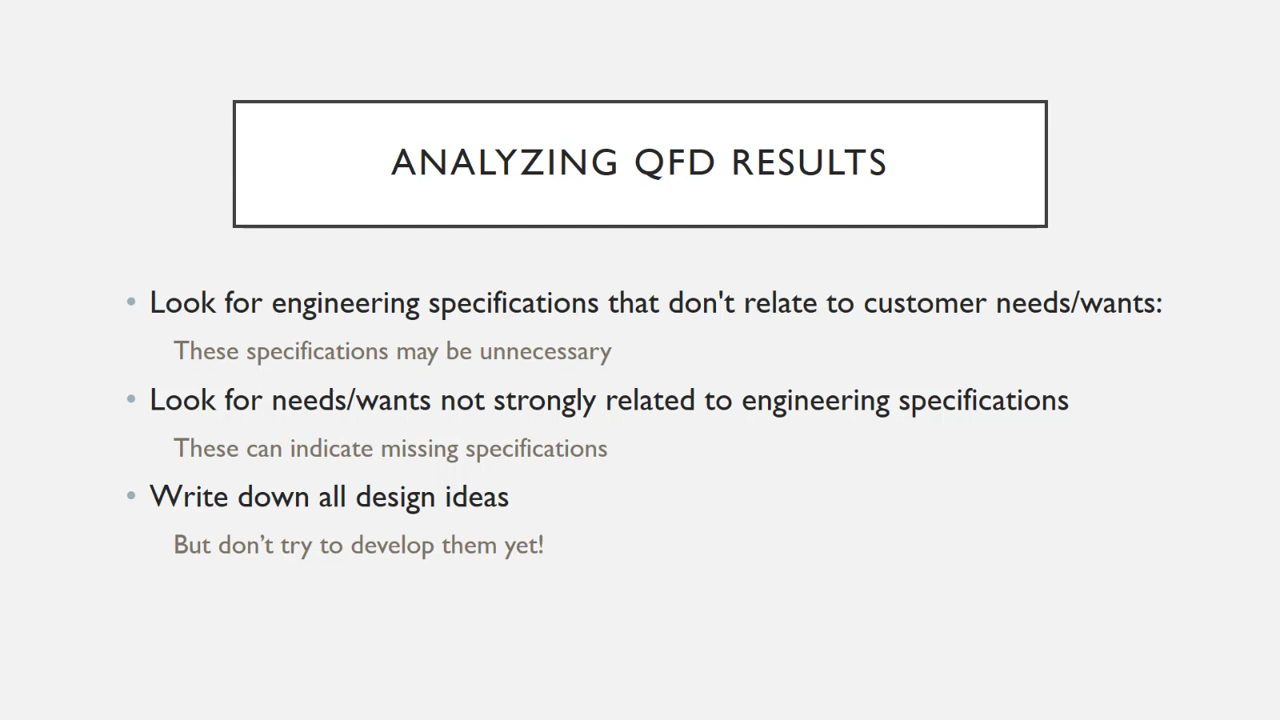 ANALYZING QFD RESULTS
• Look for engineering specifications that don't relate to customer needs/wants:
These specifications may be unnecessary
• Look for needs/wants not strongly related to engineering specifications
These can indicate missing specifications
• Write down all design ideas
But don’t try to develop them yet!